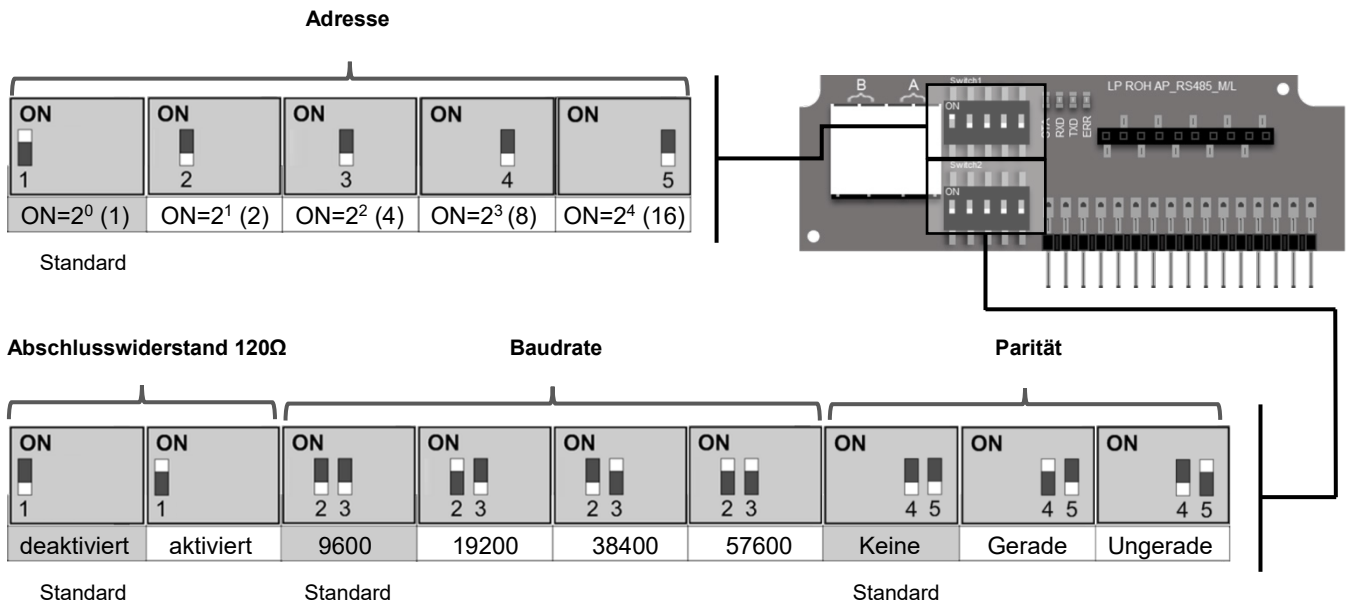 Adresse
ON ON ON ON ON
1 2 3 4 5
ON=2⁰ (1) ON=2¹ (2) ON=2² (4) ON=2³ (8) ON=2⁴ (16)
Standard
B A Switch1 LP ROH AP_RS485_M/L
ON
STA RXD TXD ERR
Switch2
ON
Abschlusswiderstand 120Ω Baudrate Parität
ON ON ON ON ON ON ON ON ON
1 1 2 3 2 3 2 3 2 3 4 5 4 5 4 5
deaktiviert aktiviert 9600 19200 38400 57600 Keine Gerade Ungerade
Standard Standard Standard